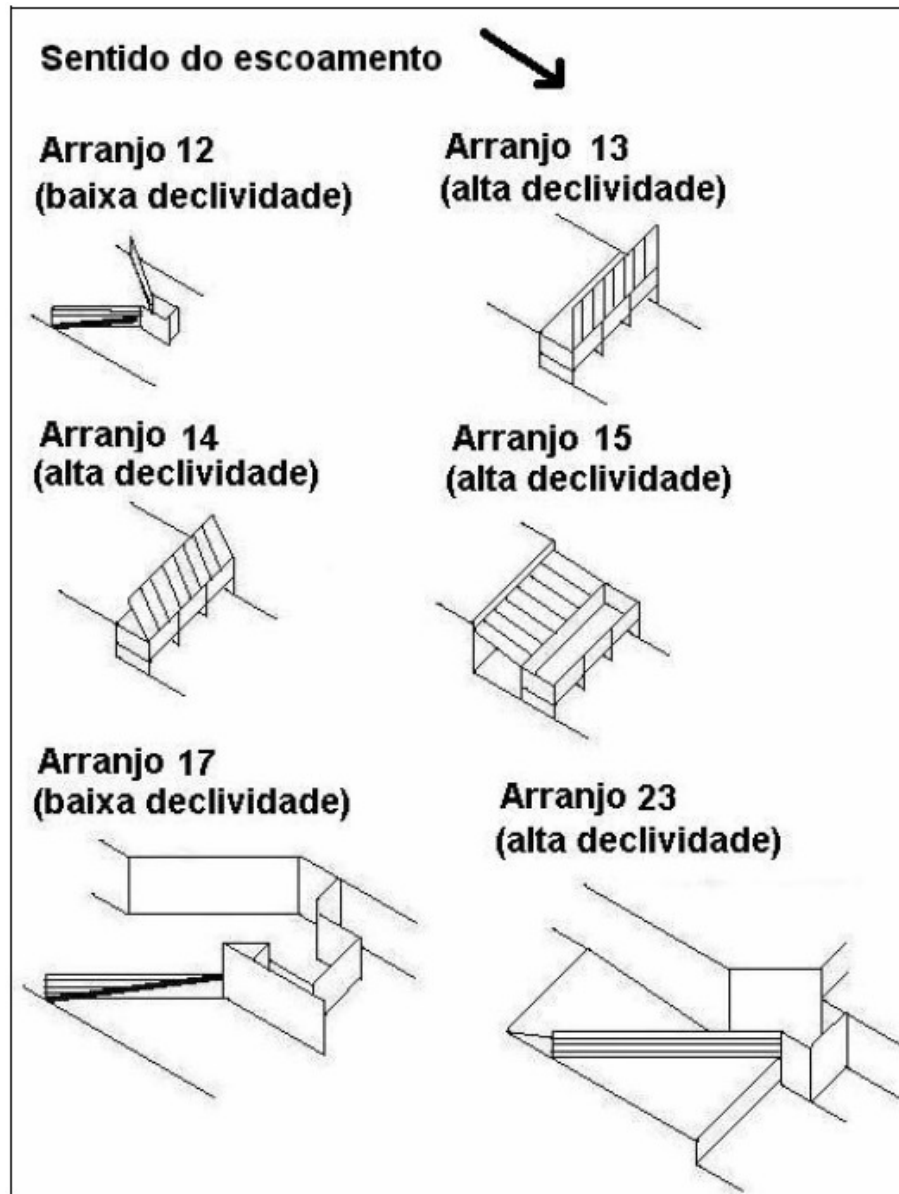 Sentido do escoamento
Arranjo 12
(baixa declividade)
Arranjo 13
(alta declividade)
Arranjo 14
(alta declividade)
Arranjo 15
(alta declividade)
Arranjo 17
(baixa declividade)
Arranjo 23
(alta declividade)